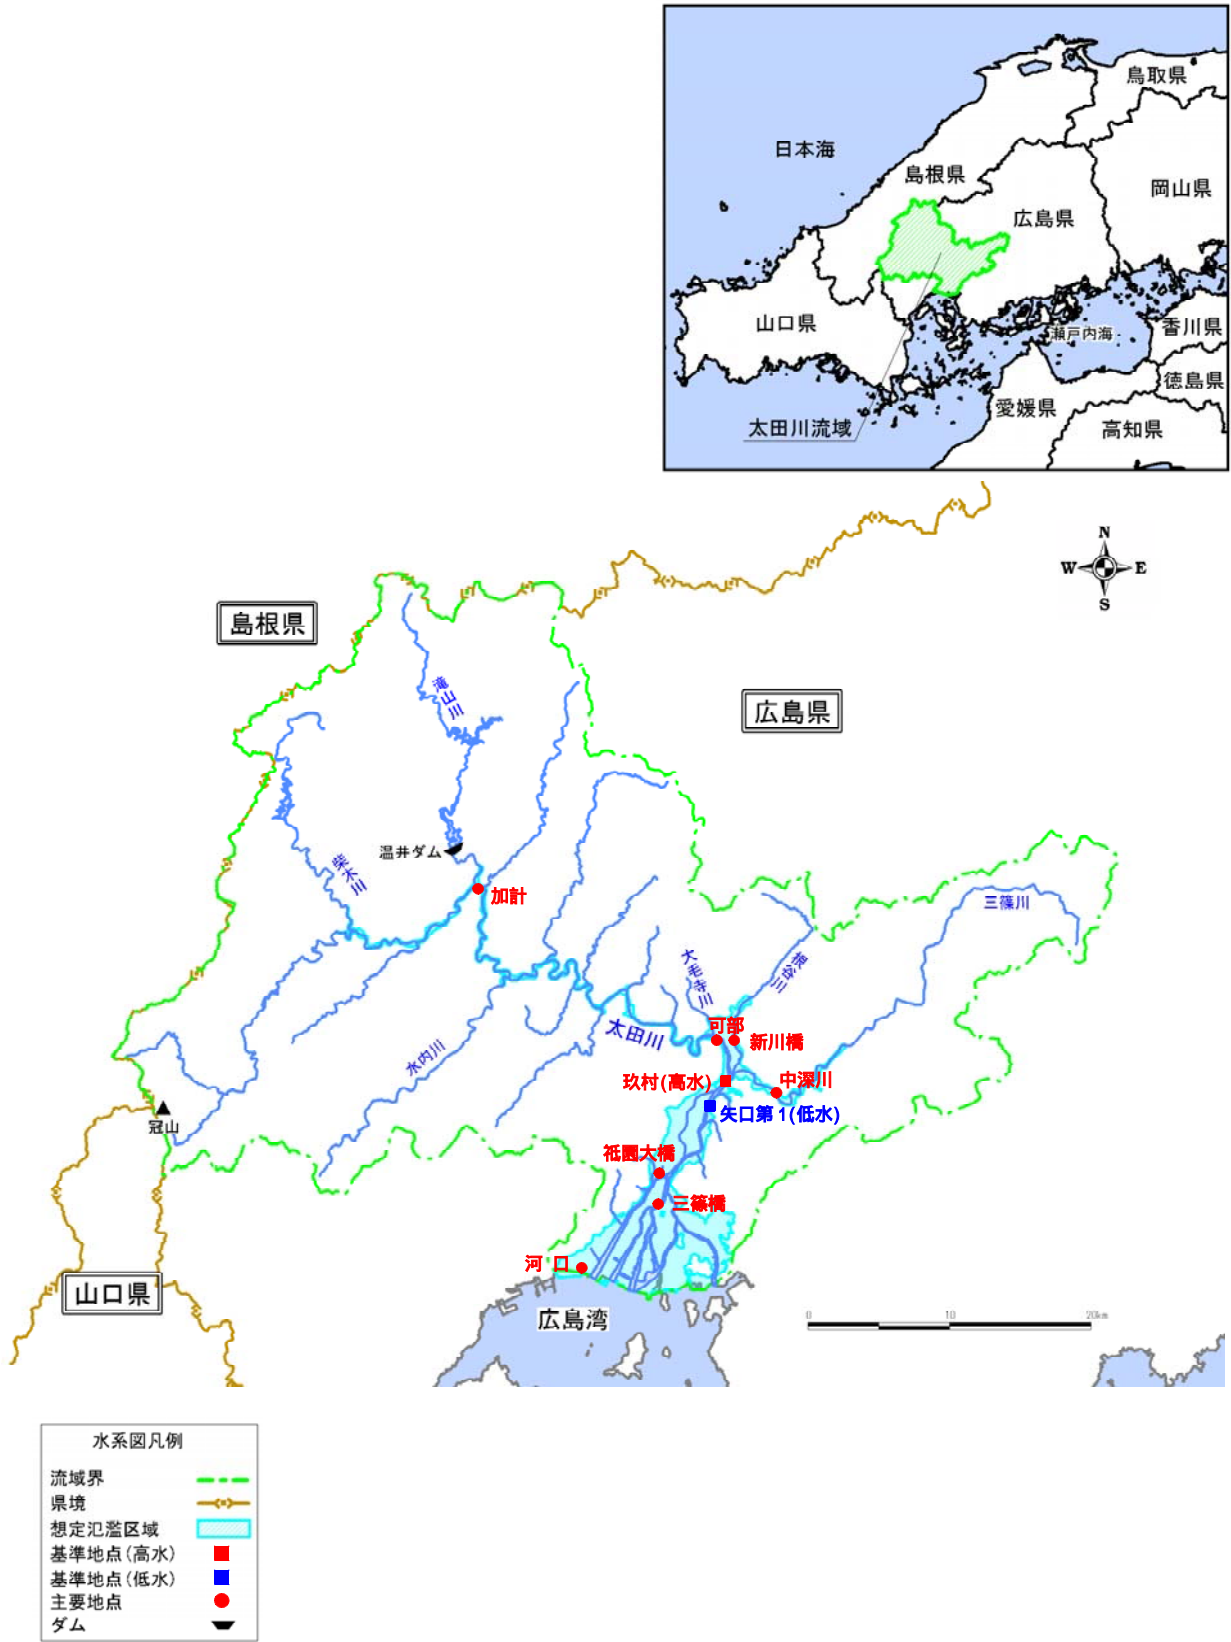 鳥取県
日本海
島根県
岡山県
広島県
山口県
瀬戸内海
香川県
徳島県
愛媛県
高知県
太田川流域
N
W E
S
島根県
滝山川
広島県
温井ダム
柴木川
加計
三篠川
大毛寺川
根谷川
太田川
可部
新川橋
水内川
玖村(高水)
中深川
矢口第1(低水)
冠山
祇園大橋
三篠橋
河口
山口県
広島湾
0 10 20km
水系図凡例
流域界
県境
想定氾濫区域
基準地点(高水)
基準地点(低水)
主要地点
ダム